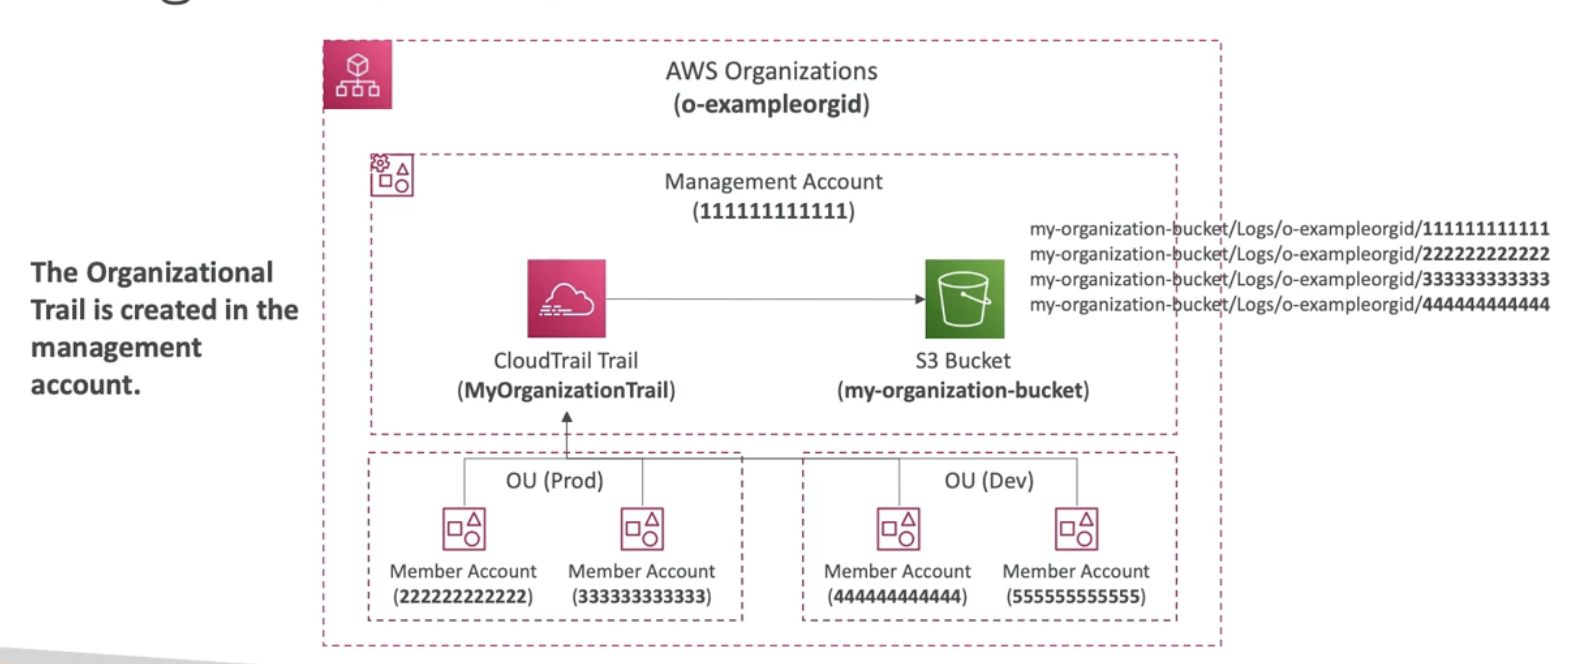 AWS Organizations
(o-exampleorgid)
Management Account
(111111111111)
The Organizational
Trail is created in the
management
account.
CloudTrail Trail
(MyOrganizationTrail)
S3 Bucket
(my-organization-bucket)
my-organization-bucket/Logs/o-exampleorgid/111111111111
my-organization-bucket/Logs/o-exampleorgid/222222222222
my-organization-bucket/Logs/o-exampleorgid/333333333333
my-organization-bucket/Logs/o-exampleorgid/444444444444
OU (Prod)
Member Account
(222222222222)
Member Account
(333333333333)
OU (Dev)
Member Account
(444444444444)
Member Account
(555555555555)